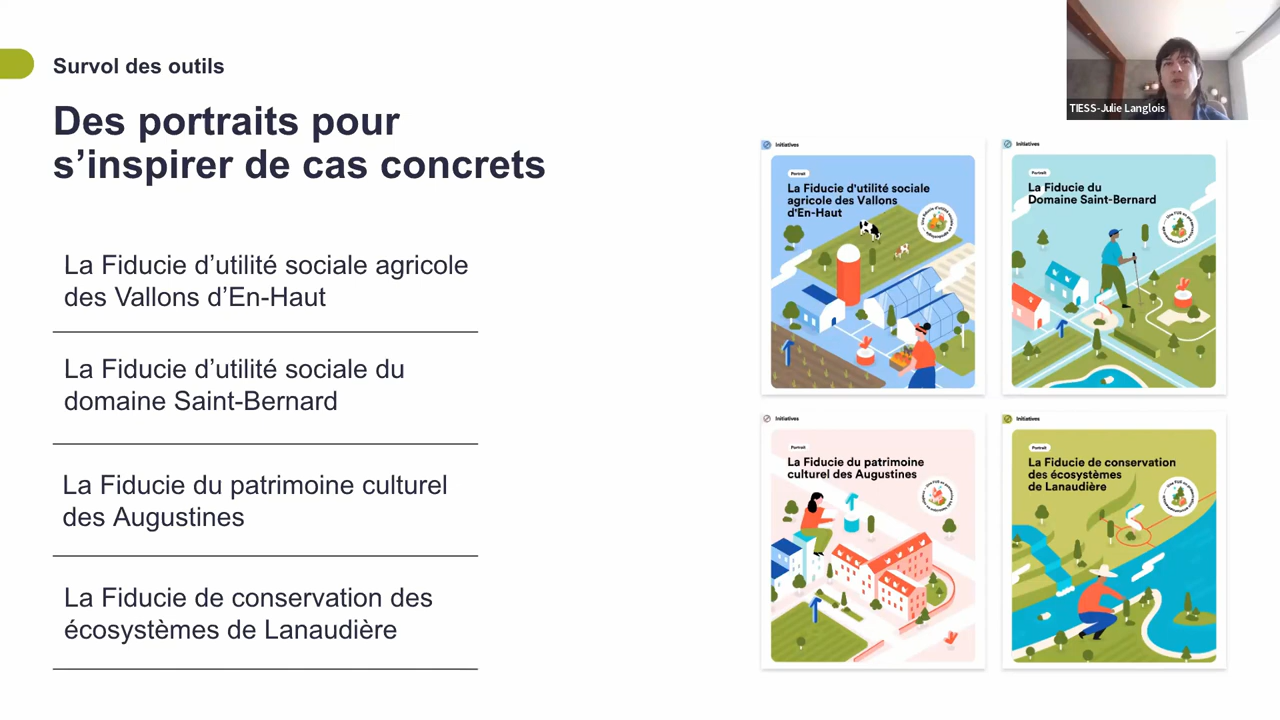 Survol des outils
Des portraits pour
s’inspirer de cas concrets
La Fiducie d’utilité sociale agricole
des Vallons d’En-Haut
La Fiducie d’utilité sociale du
domaine Saint-Bernard
La Fiducie du patrimoine culturel
des Augustines
La Fiducie de conservation des
écosystèmes de Lanaudière
TIESS-Julie Langlois
Initiatives
Portrait
La Fiducie d'utilité sociale
agricole des Vallons
d'En-Haut
Initiatives
Portrait
La Fiducie du
Domaine Saint-Bernard
Initiatives
Portrait
La Fiducie du patrimoine
culturel des Augustines
Initiatives
Portrait
La Fiducie de conservation
des écosystèmes
de Lanaudière